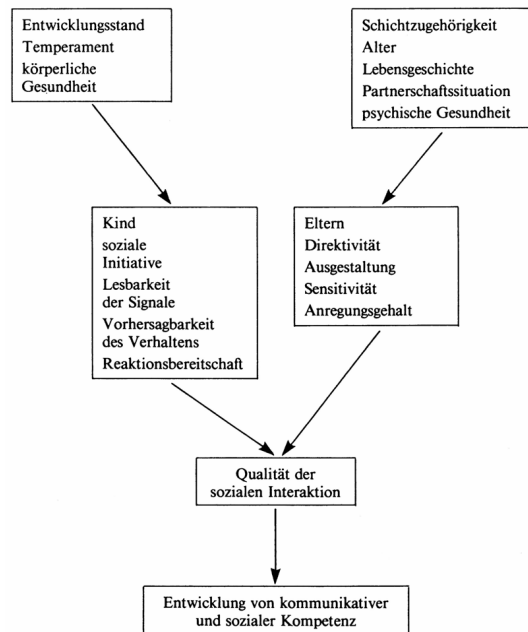 Entwicklungsstand
Temperament
körperliche
Gesundheit
Schichtzugehörigkeit
Alter
Lebensgeschichte
Partnerschaftssituation
psychische Gesundheit
Kind
soziale
Initiative
Lesbarkeit
der Signale
Vorhersagbarkeit
des Verhaltens
Reaktionsbereitschaft
Eltern
Direktivität
Ausgestaltung
Sensitivität
Anregungsgehalt
Qualität der
sozialen Interaktion
Entwicklung von kommunikativer
und sozialer Kompetenz